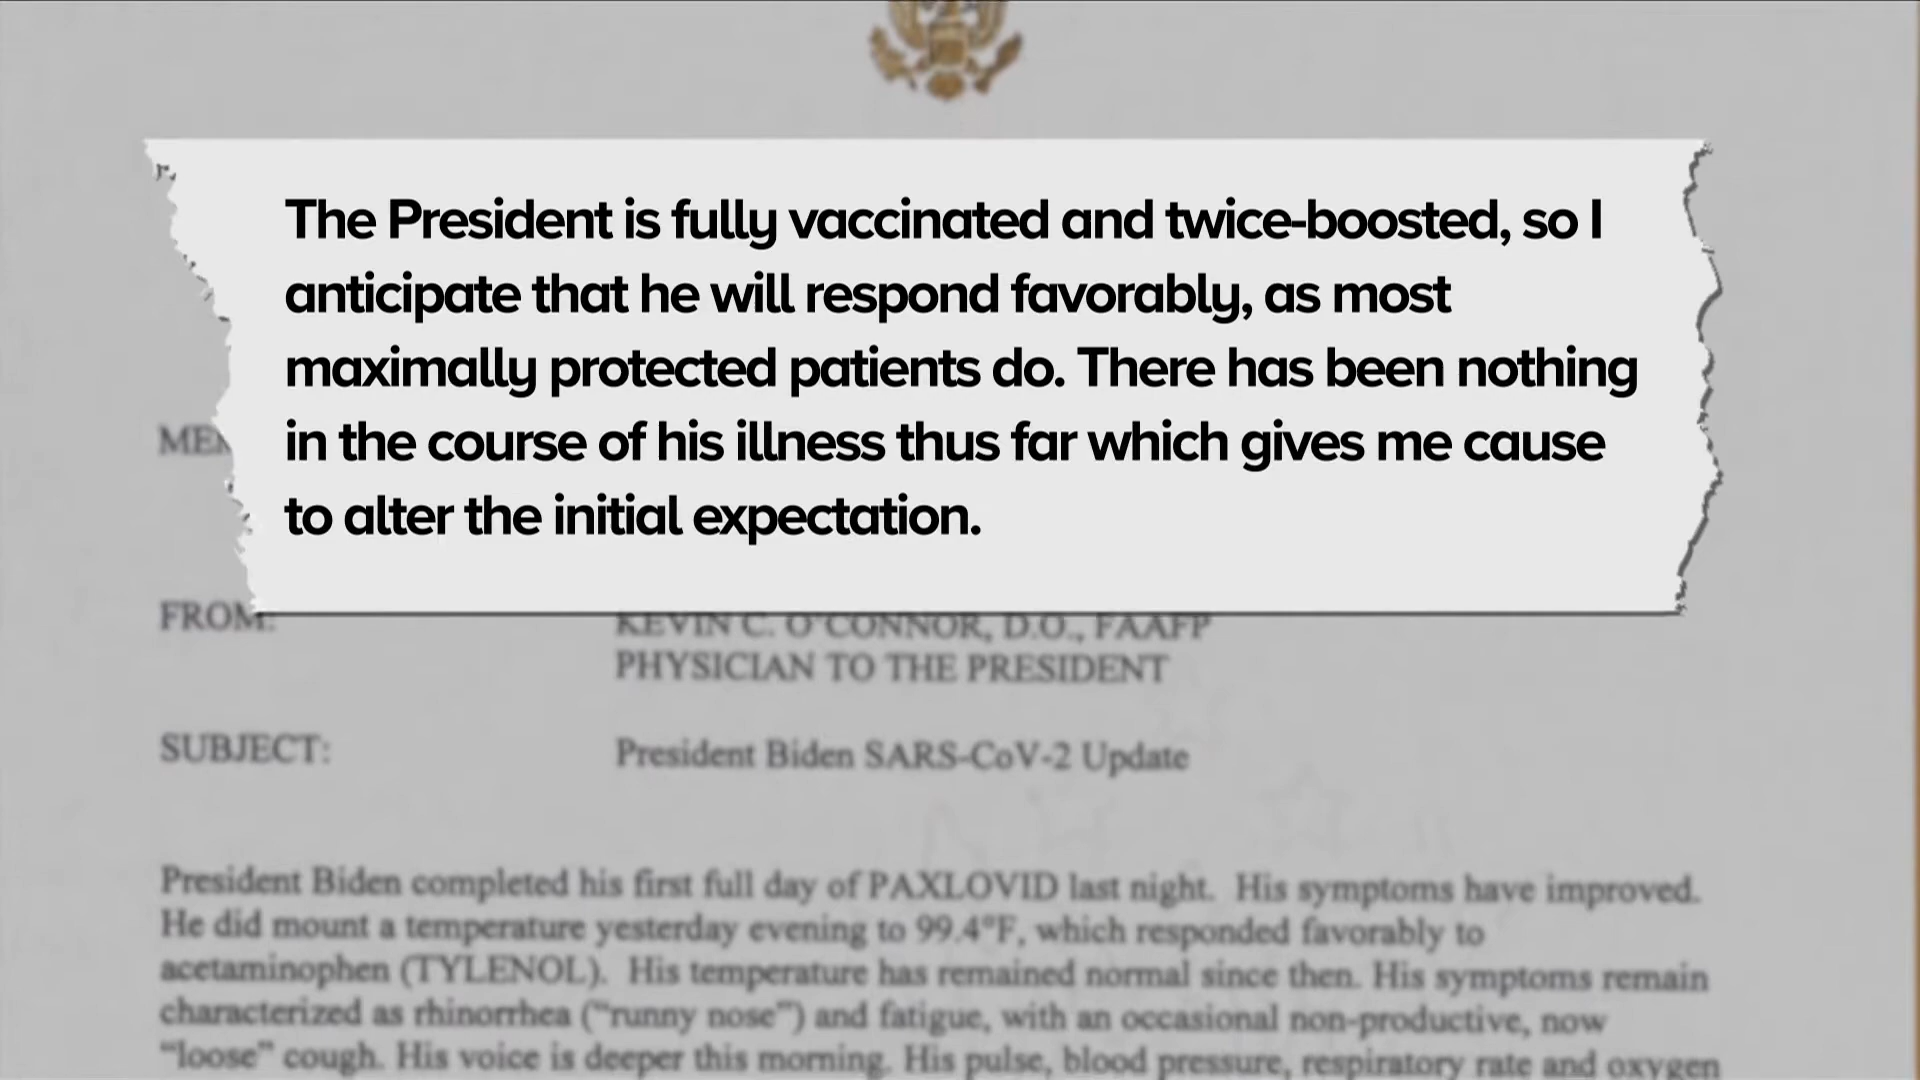 The President is fully vaccinated and twice-boosted, so I
anticipate that he will respond favorably, as most
maximally protected patients do. There has been nothing
in the course of his illness thus far which gives me cause
to alter the initial expectation.
FROM:
KEVIN C. O'CONNOR, D.O., FAAFP
PHYSICIAN TO THE PRESIDENT
SUBJECT:
President Biden SARS-CoV-2 Update
President Biden completed his first full day of PAXLOVID last night. His symptoms have improved.
He did mount a temperature yesterday evening to 99.4°F, which responded favorably to
acetaminophen (TYLENOL). His temperature has remained normal since then. His symptoms remain
characterized as rhinorrhea (“runny nose”) and fatigue, with an occasional non-productive, now
“loose” cough. His voice is deeper this morning. His pulse, blood pressure, respiratory rate and oxygen